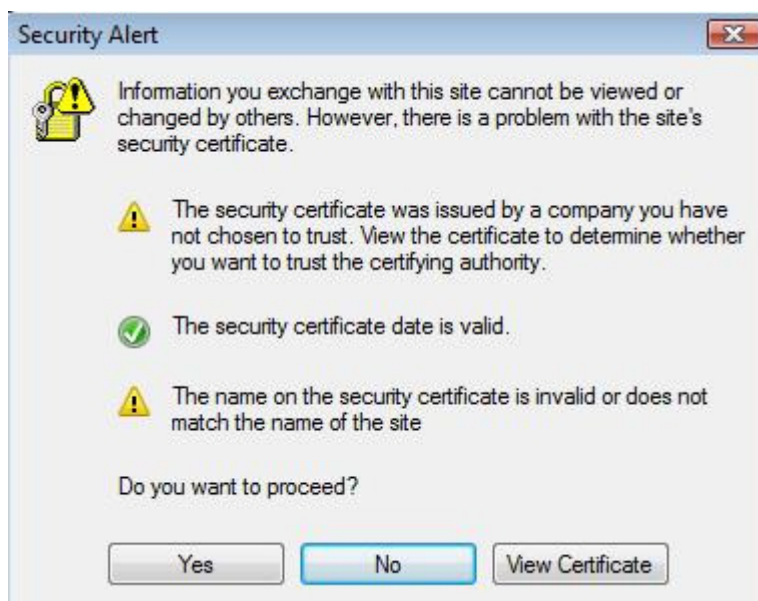 Security Alert
Information you exchange with this site cannot be viewed or
changed by others. However, there is a problem with the site's
security certificate.
The security certificate was issued by a company you have
not chosen to trust. View the certificate to determine whether
you want to trust the certifying authority.
The security certificate date is valid.
The name on the security certificate is invalid or does not
match the name of the site
Do you want to proceed?
Yes No View Certificate